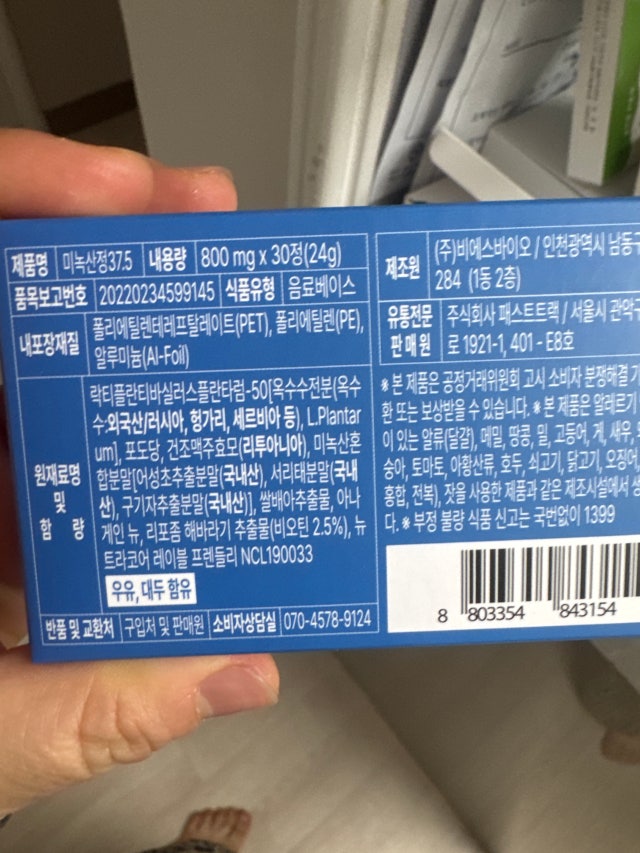 제품명 미녹산정37.5 내용량 800 mg x 30정(24g)
품목보고번호 20220234599145 식품유형 음료베이스
내포장재질 폴리에틸렌테레프탈레이트(PET), 폴리에틸렌(PE),
알루미늄(Al-Foil)
원재료명
및
함 량
락티플란티바실러스플란타럼-50[옥수수전분(옥수
수:외국산/러시아, 헝가리, 세르비아 등), L.Plantar
um], 포도당, 건조맥주효모(리투아니아), 미녹산혼
합분말[어성초추출분말(국내산), 서리태분말(국내
산), 구기자추출분말(국내산)], 쌀배아추출물, 아나
게인 뉴, 리포좀 해바라기 추출물(비오틴 2.5%), 뉴
트라코어 레이블 프렌들리 NCL190033
우유, 대두 함유
반품 및 교환처 구입처 및 판매원 소비자상담실 070-4578-9124
제조원 (주)비에스바이오 / 인천광역시 남동구
284 (1동 2층)
유통전문
판 매 원
주식회사 패스트트랙 / 서울시 관악구
로 1921-1, 401 - E8호
※ 본 제품은 공정거래위원회 고시 소비자 분쟁해결 기
환 또는 보상받을 수 있습니다. ※ 본 제품은 알레르기
이 있는 알류(달걀), 메밀, 땅콩, 밀, 고등어, 게, 새우,
숭아, 토마토, 아황산류, 호두, 쇠고기, 닭고기, 오징어,
홍합, 전복), 잣을 사용한 제품과 같은 제조시설에서 생
다. ※ 부정 불량 식품 신고는 국번없이 1399
8 803354 843154